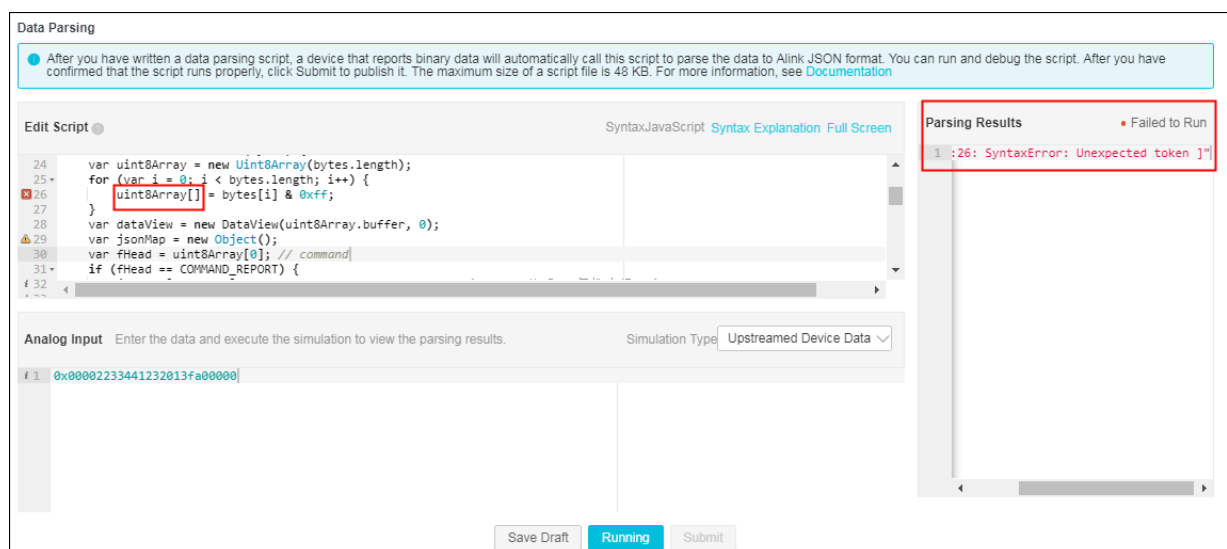 Data Parsing
After you have written a data parsing script, a device that reports binary data will automatically call this script to parse the data to Alink JSON format. You can run and debug the script. After you have
confirmed that the script runs properly, click Submit to publish it. The maximum size of a script file is 48 KB. For more information, see Documentation
Edit Script
SyntaxJavaScript Syntax Explanation Full Screen
24 var uint8Array = new Uint8Array(bytes.length);
25 for (var i = 0; i < bytes.length; i++) {
26 uint8Array[] = bytes[i] & 0xff;
27 }
28 var dataView = new DataView(uint8Array.buffer, 0);
29 var jsonMap = new Object();
30 var fHead = uint8Array[0]; // command
31 if (fHead == COMMAND_REPORT) {
32
Parsing Results • Failed to Run
1 :26: SyntaxError: Unexpected token ]"
Analog Input Enter the data and execute the simulation to view the parsing results.
Simulation Type Upstreamed Device Data
1 0x00002233441232013fa00000
Save Draft Running Submit